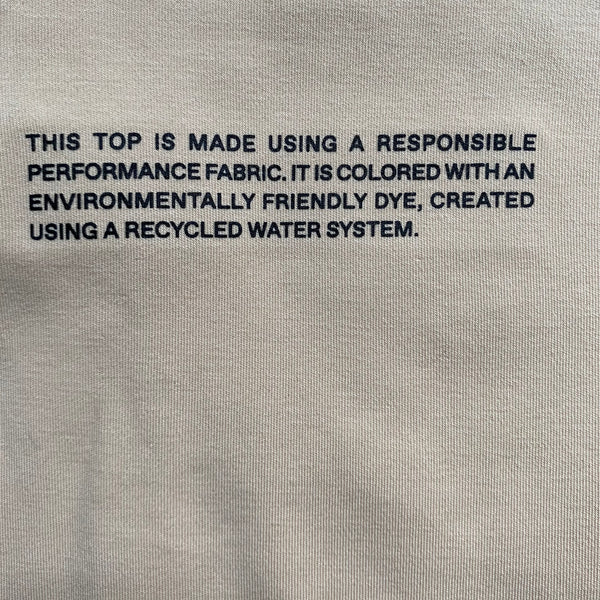 THIS TOP IS MADE USING A RESPONSIBLE
PERFORMANCE FABRIC. IT IS COLORED WITH AN
ENVIRONMENTALLY FRIENDLY DYE, CREATED
USING A RECYCLED WATER SYSTEM.